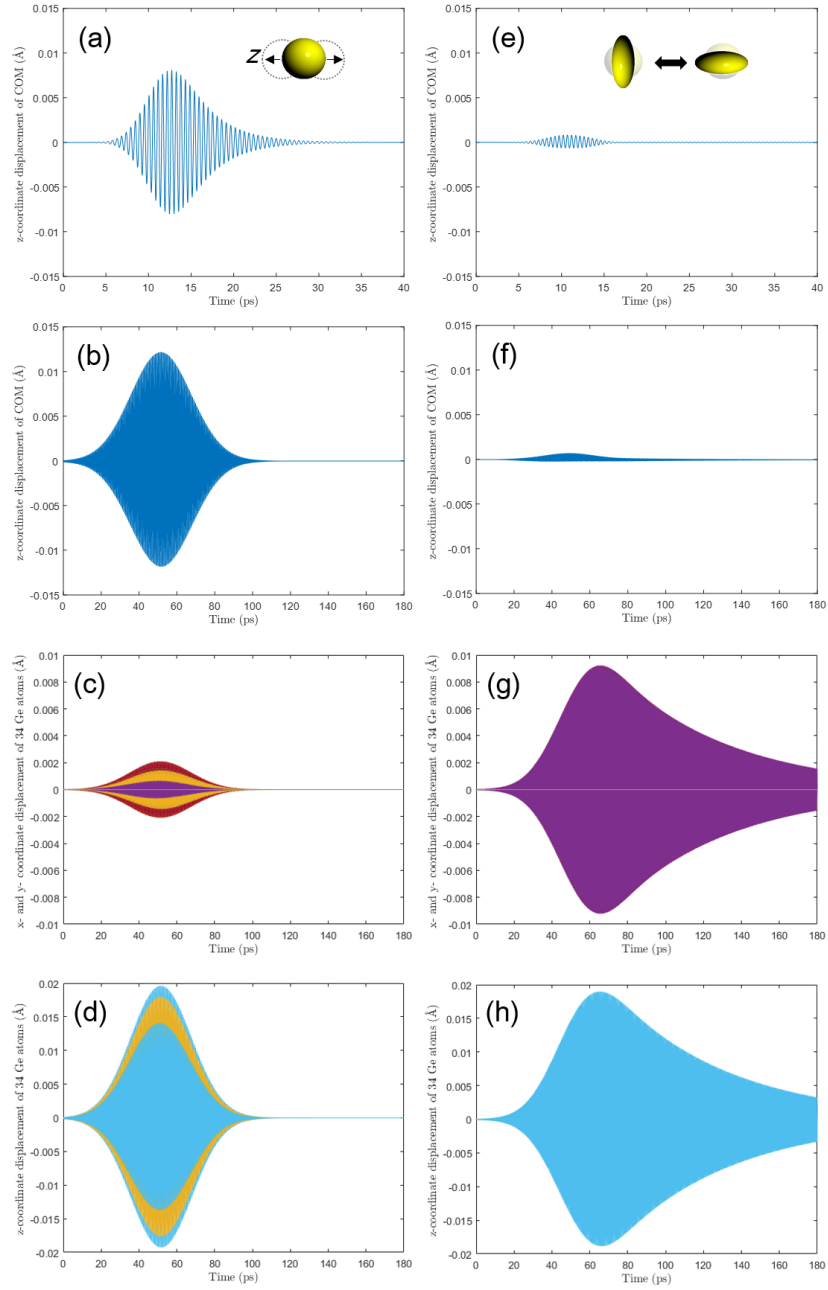 (a)
z
z-coordinate displacement of COM (Å)
0.015
0.01
0.005
0
-0.005
-0.01
-0.015
0 5 10 15 20 25 30 35 40
Time (ps)
(e)
z-coordinate displacement of COM (Å)
0.015
0.01
0.005
0
-0.005
-0.01
-0.015
0 5 10 15 20 25 30 35 40
Time (ps)
(b)
z-coordinate displacement of COM (Å)
0.015
0.01
0.005
0
-0.005
-0.01
-0.015
0 20 40 60 80 100 120 140 160 180
Time (ps)
(f)
z-coordinate displacement of COM (Å)
0.015
0.01
0.005
0
-0.005
-0.01
-0.015
0 20 40 60 80 100 120 140 160 180
Time (ps)
(c)
x- and y- coordinate displacement of 34 Ge atoms (Å)
0.01
0.008
0.006
0.004
0.002
0
-0.002
-0.004
-0.006
-0.008
-0.01
0 20 40 60 80 100 120 140 160 180
Time (ps)
(g)
x- and y- coordinate displacement of 34 Ge atoms (Å)
0.01
0.008
0.006
0.004
0.002
0
-0.002
-0.004
-0.006
-0.008
-0.01
0 20 40 60 80 100 120 140 160 180
Time (ps)
(d)
z-coordinate displacement of 34 Ge atoms (Å)
0.02
0.015
0.01
0.005
0
-0.005
-0.01
-0.015
-0.02
0 20 40 60 80 100 120 140 160 180
Time (ps)
(h)
z-coordinate displacement of 34 Ge atoms (Å)
0.02
0.015
0.01
0.005
0
-0.005
-0.01
-0.015
-0.02
0 20 40 60 80 100 120 140 160 180
Time (ps)